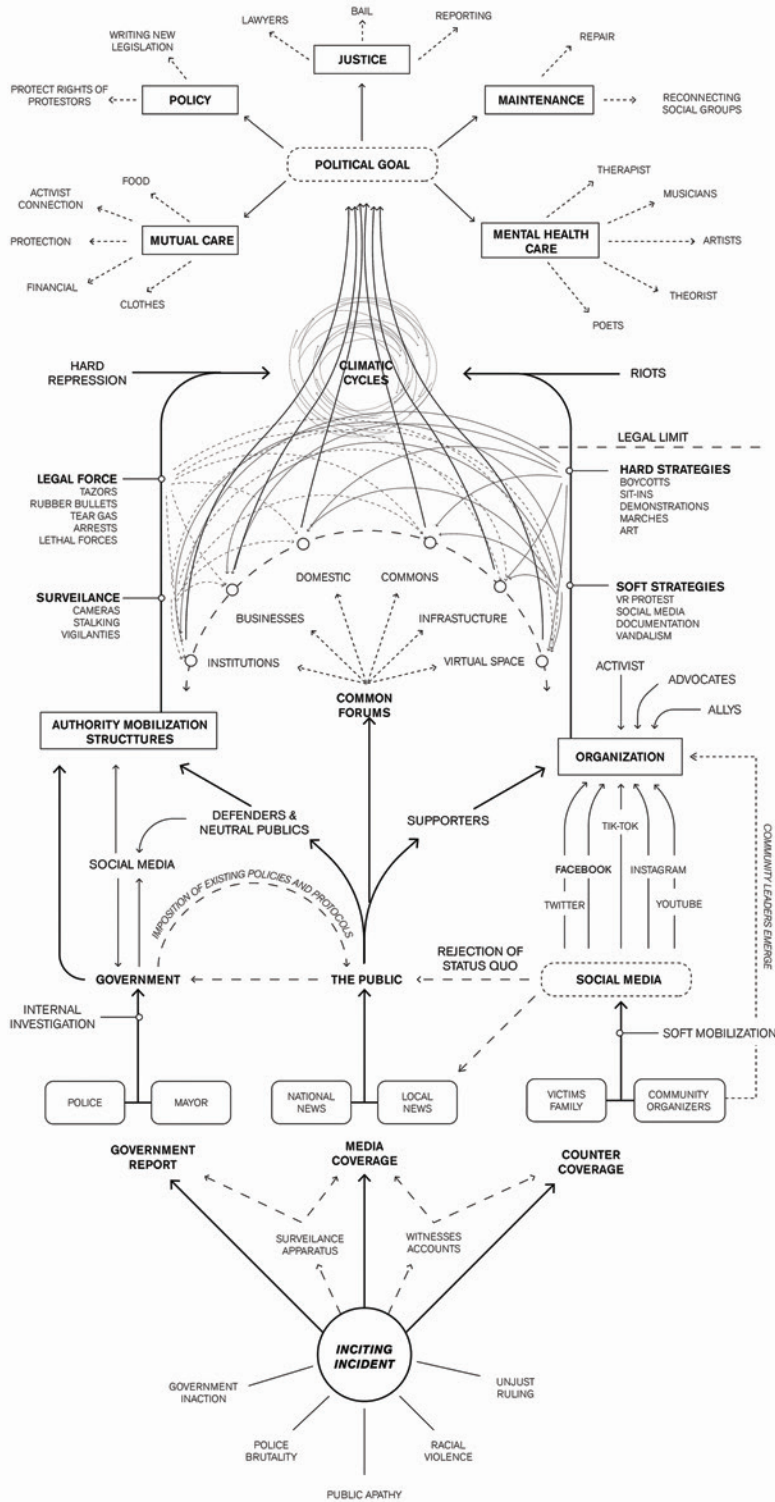 BAIL
LAWYERS
REPORTING
WRITING NEW
LEGISLATION
JUSTICE
REPAIR
PROTECT RIGHTS OF
PROTESTORS
POLICY
MAINTENANCE
RECONNECTING
SOCIAL GROUPS
POLITICAL GOAL
FOOD
THERAPIST
ACTIVIST
CONNECTION
MUSICIANS
PROTECTION
MUTUAL CARE
MENTAL HEALTH
CARE
ARTISTS
FINANCIAL
CLOTHES
THEORIST
POETS
HARD
REPRESSION
CLIMATIC
CYCLES
RIOTS
LEGAL LIMIT
LEGAL FORCE
TAZORS
RUBBER BULLETS
TEAR GAS
ARRESTS
LETHAL FORCES
HARD STRATEGIES
BOYCOTTS
SIT-INS
DEMONSTRATIONS
MARCHES
ART
SURVEILANCE
CAMERAS
STALKING
VIGILANTIES
SOFT STRATEGIES
VR PROTEST
SOCIAL MEDIA
DOCUMENTATION
VANDALISM
DOMESTIC
COMMONS
BUSINESSES
INFRASTUCTURE
INSTITUTIONS
VIRTUAL SPACE
COMMON
FORUMS
ACTIVIST
ADVOCATES
ALLYS
AUTHORITY MOBILIZATION
STRUCTTURES
ORGANIZATION
DEFENDERS &
NEUTRAL PUBLICS
SUPPORTERS
TIK-TOK
SOCIAL MEDIA
FACEBOOK
INSTAGRAM
TWITTER
YOUTUBE
COMMUNITY LEADERS EMERGE
IMPOSITION OF EXISTING POLICIES AND PROTOCOLS
REJECTION OF
STATUS QUO
GOVERNMENT
THE PUBLIC
SOCIAL MEDIA
INTERNAL
INVESTIGATION
SOFT MOBILIZATION
POLICE
MAYOR
NATIONAL
NEWS
LOCAL
NEWS
VICTIMS
FAMILY
COMMUNITY
ORGANIZERS
GOVERNMENT
REPORT
MEDIA
COVERAGE
COUNTER
COVERAGE
SURVEILANCE
APPARATUS
WITNESSES
ACCOUNTS
INCITING
INCIDENT
GOVERNMENT
INACTION
UNJUST
RULING
POLICE
BRUTALITY
RACIAL
VIOLENCE
PUBLIC APATHY